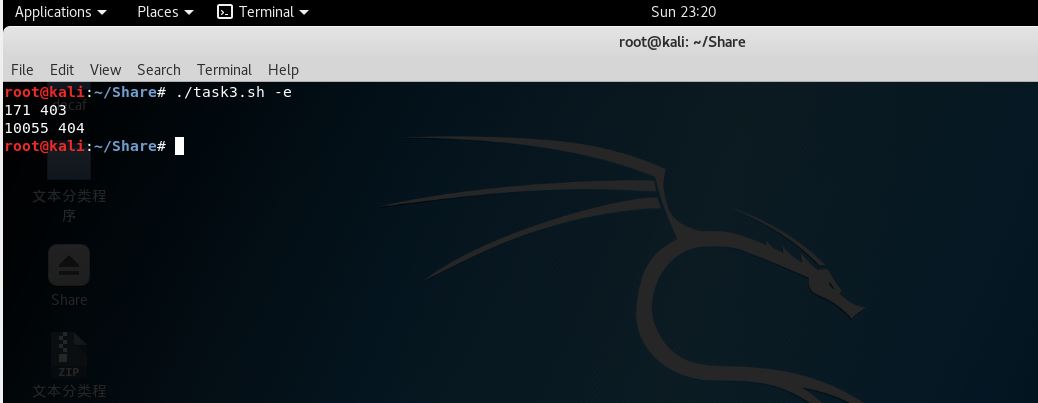 Applications Places Terminal Sun 23:20
root@kali: ~/Share
File Edit View Search Terminal Help
root@kali:~/Share# ./task3.sh -e
171 403
10055 404
root@kali:~/Share#
文本分类程
序
Share
ZIP
文本分类程